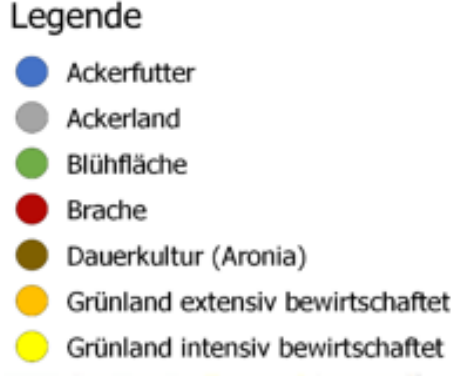 Legende
Ackerfutter
Ackerland
Blühfläche
Brache
Dauerkultur (Aronia)
Grünland extensiv bewirtschaftet
Grünland intensiv bewirtschaftet